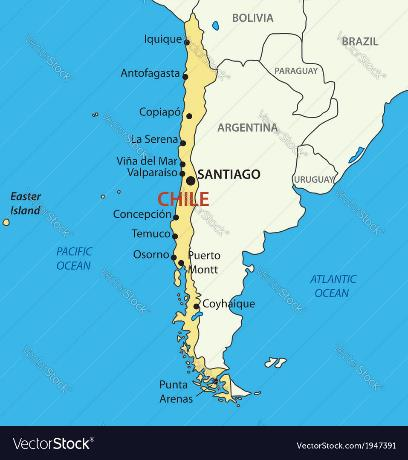 BOLIVIA
Iquique
BRAZIL
Antofagasta
PARAGUAY
Copiapó
ARGENTINA
La Serena
Viña del Mar
Valparaíso
SANTIAGO
URUGUAY
Easter
Island
CHILE
Concepción
Temuco
Osorno
Puerto
Montt
PACIFIC
OCEAN
ATLANTIC
OCEAN
Coyhaique
Punta
Arenas
VectorStock
VectorStock®
VectorStock.com/1947391